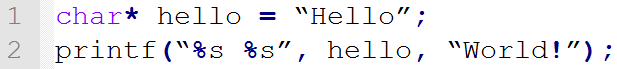 1 char* hello = “Hello”;
2 printf(“%s %s”, hello, “World!”);